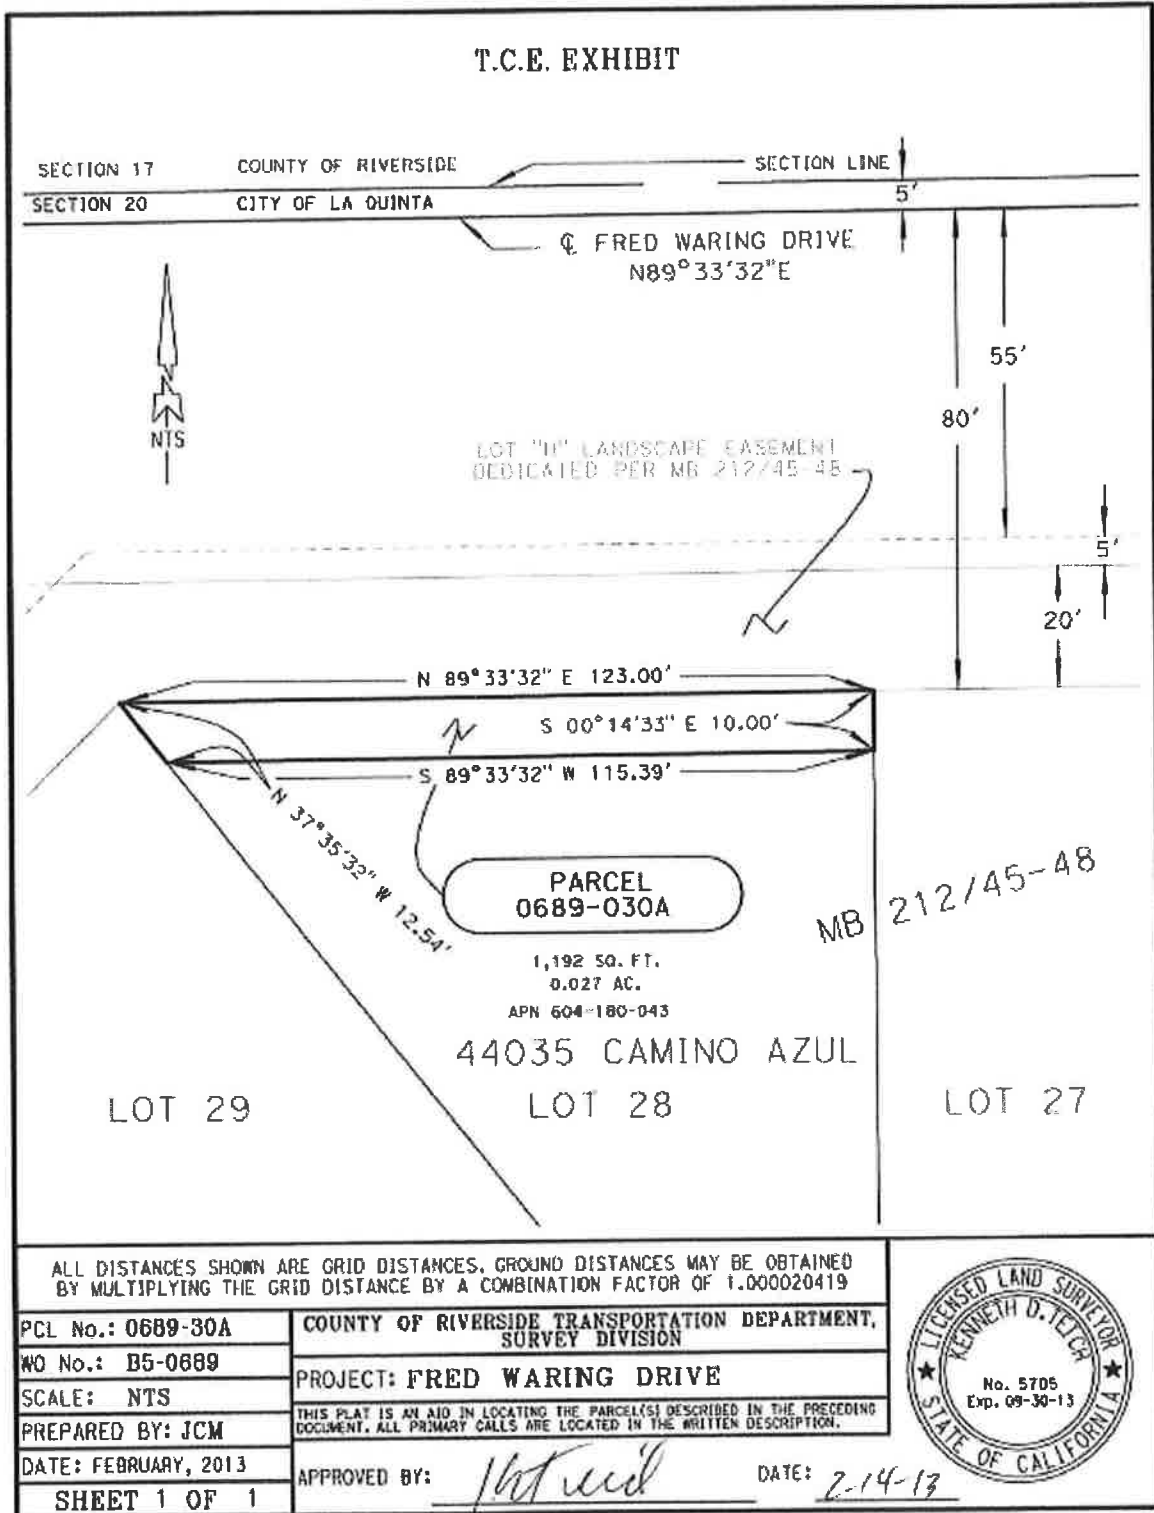 T.C.E. EXHIBIT
SECTION 17 COUNTY OF RIVERSIDE SECTION LINE
5'
SECTION 20 CITY OF LA QUINTA
℄ FRED WARING DRIVE
N89°33'32"E
55'
80'
NTS
LOT "H" LANDSCAPE EASEMENT
DEDICATED PER MB 212/45-48
5'
20'
N 89°33'32" E 123.00'
S 00°14'33" E 10.00'
S 89°33'32" W 115.39'
N 37°35'32" W 12.54'
PARCEL
0689-030A
MB 212/45-48
1,192 SQ. FT.
0.027 AC.
APN 604-180-043
44035 CAMINO AZUL
LOT 29 LOT 28 LOT 27
ALL DISTANCES SHOWN ARE GRID DISTANCES. GROUND DISTANCES MAY BE OBTAINED
BY MULTIPLYING THE GRID DISTANCE BY A COMBINATION FACTOR OF 1.000020419
PCL No.: 0689-30A
WO No.: B5-0689
SCALE: NTS
PREPARED BY: JCM
DATE: FEBRUARY, 2013
SHEET 1 OF 1
COUNTY OF RIVERSIDE TRANSPORTATION DEPARTMENT,
SURVEY DIVISION
PROJECT: FRED WARING DRIVE
THIS PLAT IS AN AID IN LOCATING THE PARCEL(S) DESCRIBED IN THE PRECEDING
DOCUMENT. ALL PRIMARY CALLS ARE LOCATED IN THE WRITTEN DESCRIPTION.
APPROVED BY: DATE: 2-14-13
LICENSED LAND SURVEYOR
KENNETH D. TEICH
No. 5705
Exp. 09-30-13
STATE OF CALIFORNIA